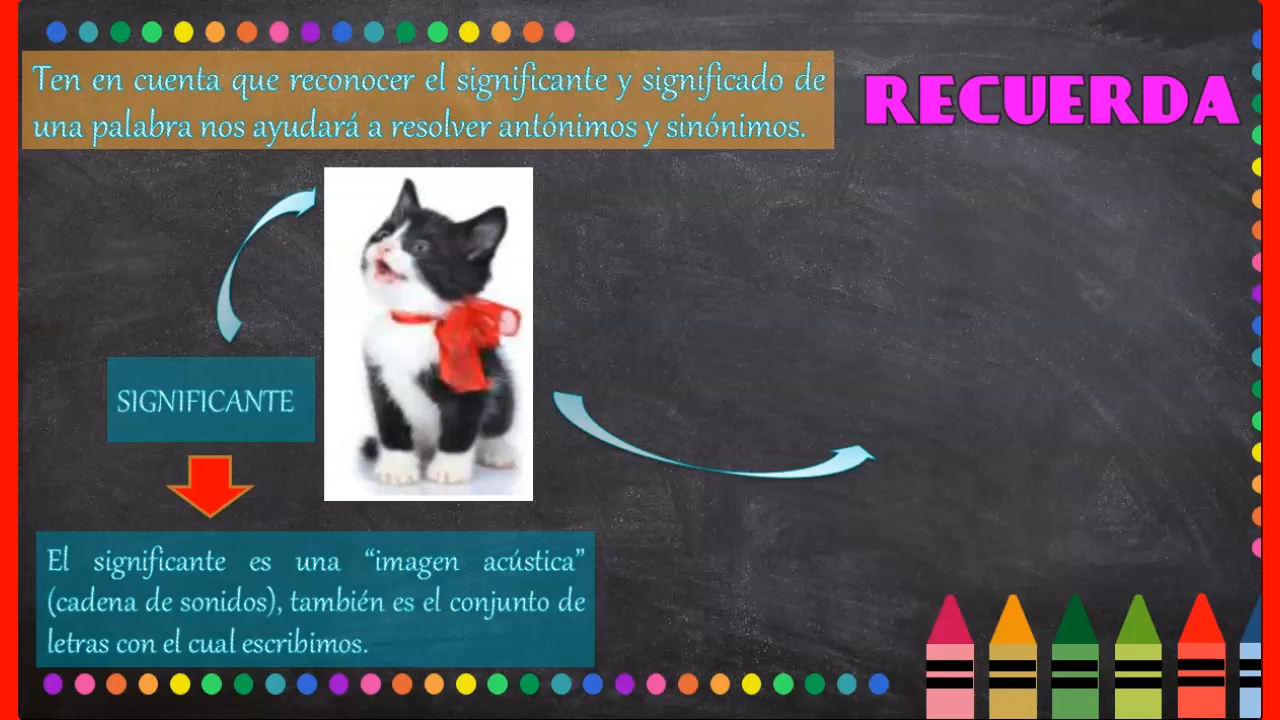 Ten en cuenta que reconocer el significante y significado de
una palabra nos ayudará a resolver antónimos y sinónimos.
RECUERDA
SIGNIFICANTE
El significante es una “imagen acústica”
(cadena de sonidos), también es el conjunto de
letras con el cual escribimos.